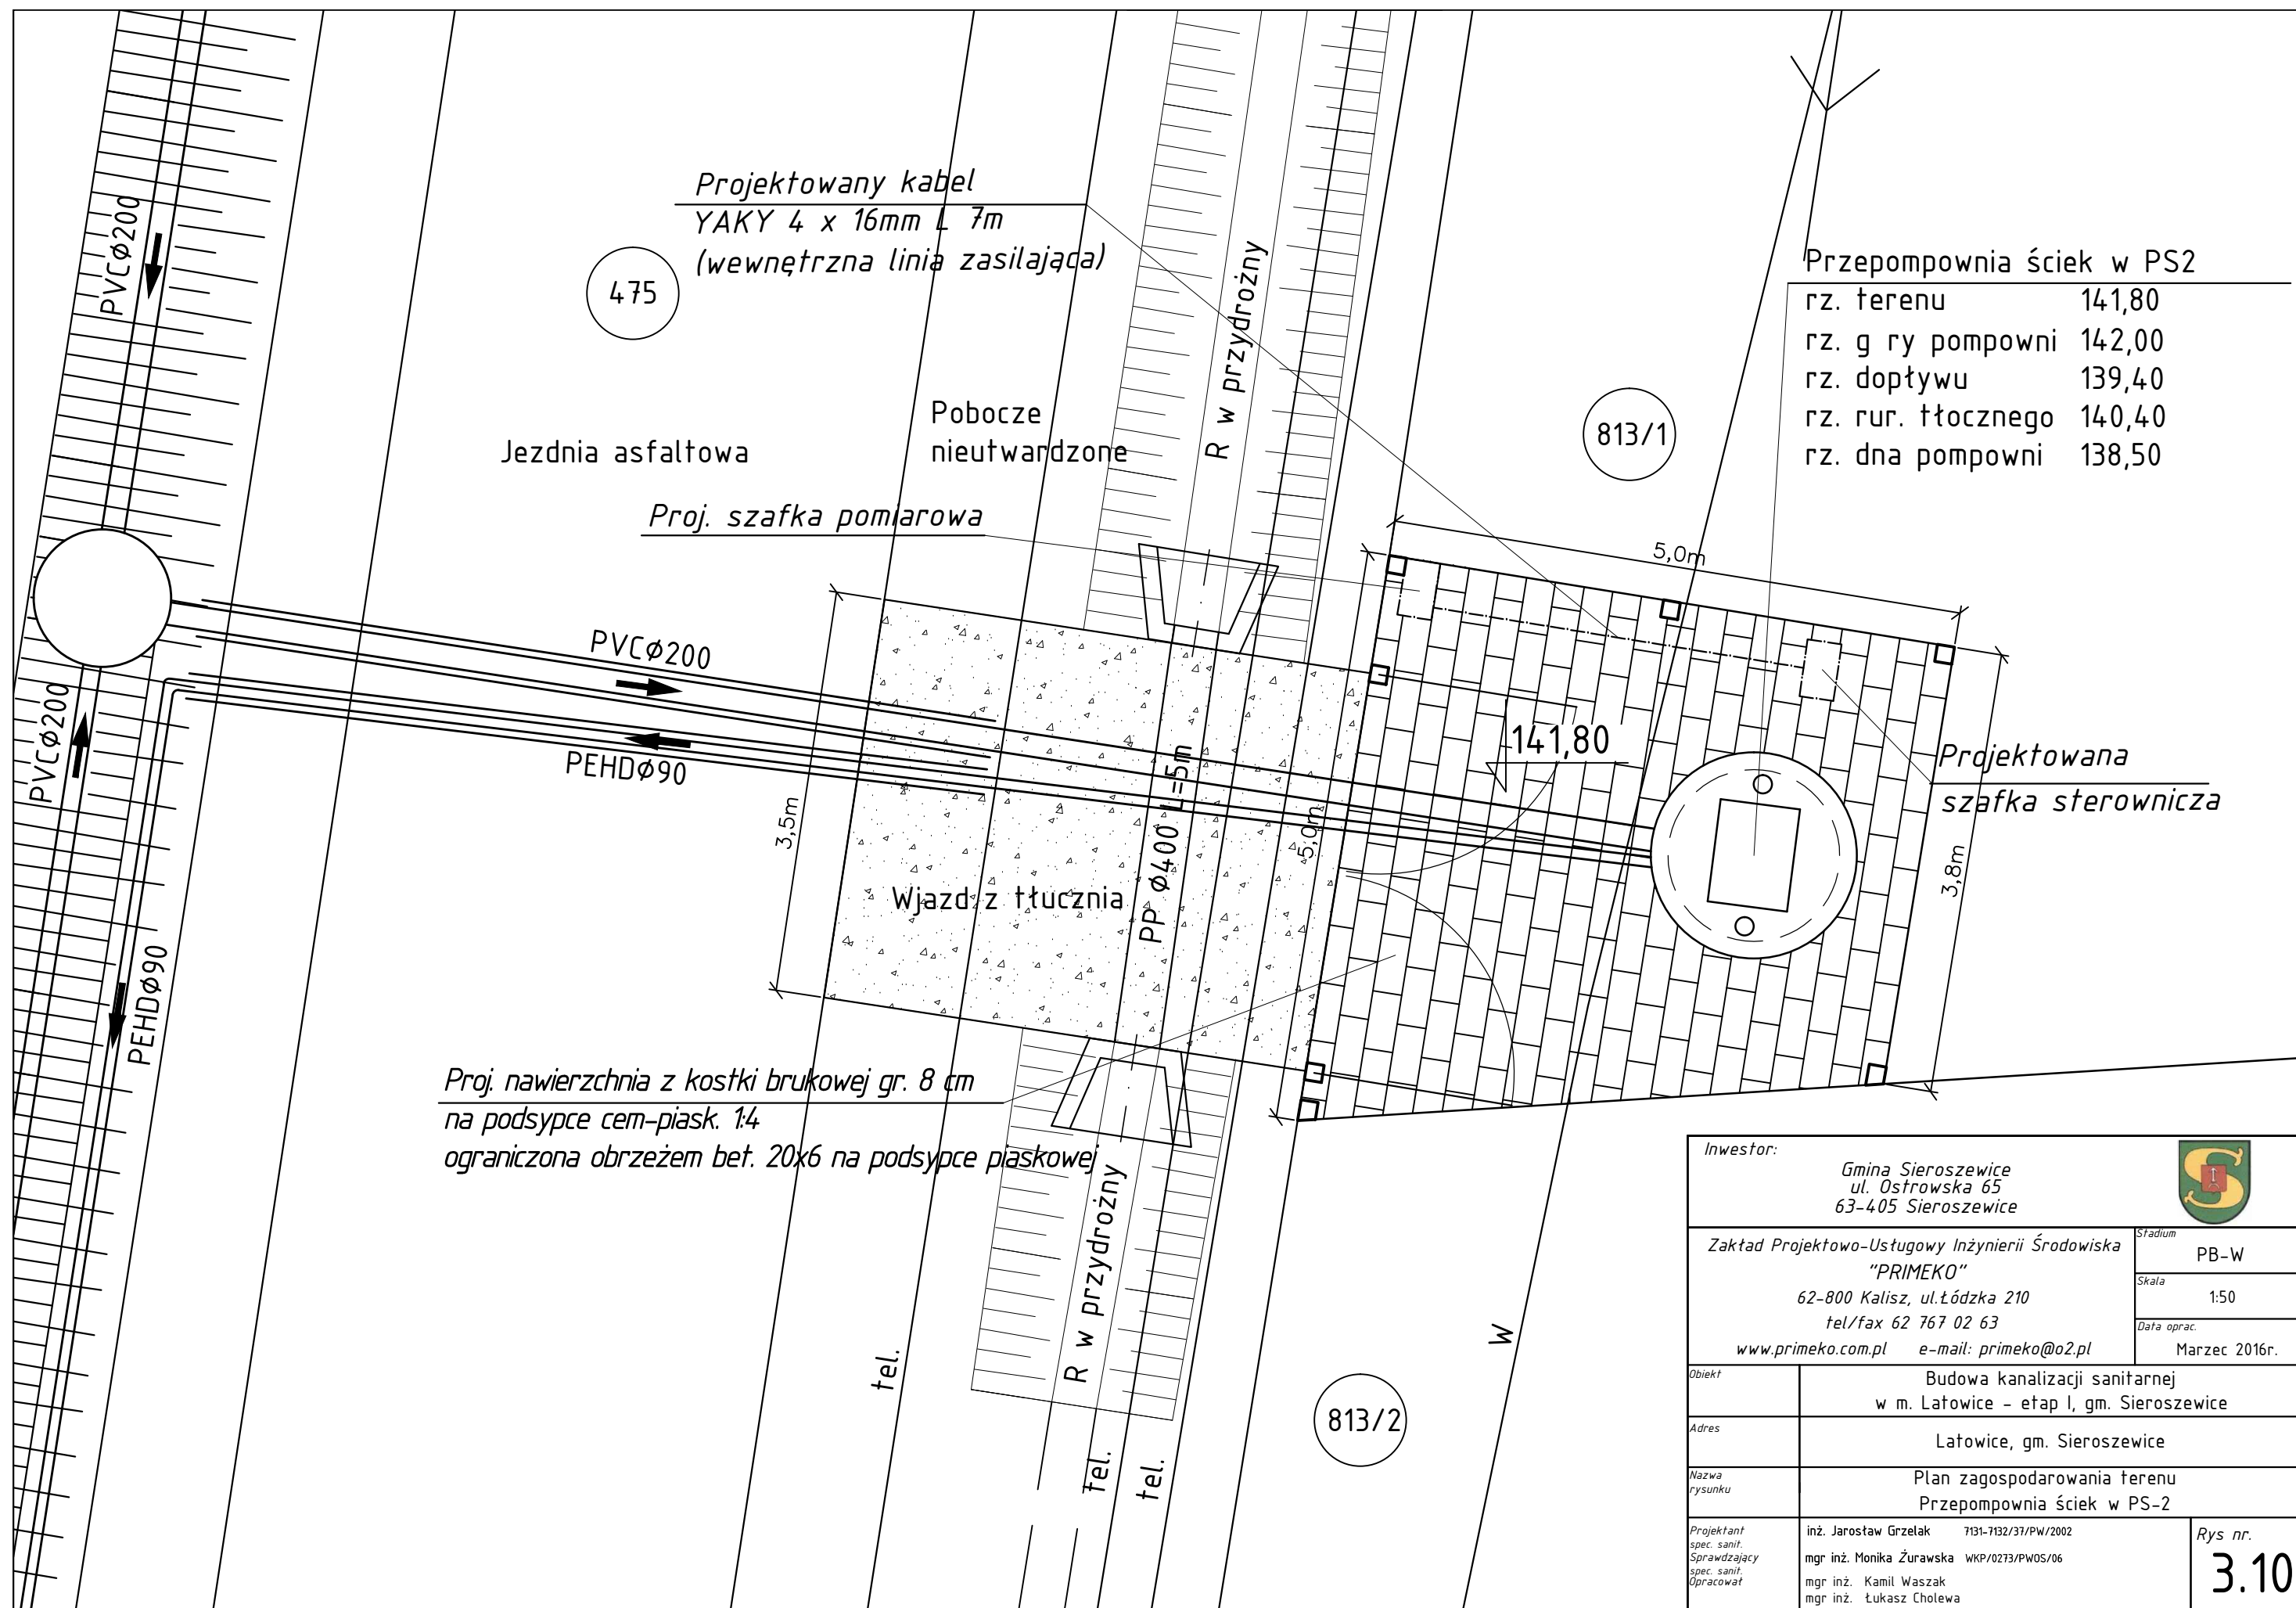 Projektowany kabel
YAKY 4 x 16mm L 7m
(wewnętrzna linia zasilająca)
475
PVCϕ200
R w przydrożny
Przepompownia ściek w PS2
rz. terenu 141,80
rz. g ry pompowni 142,00
rz. dopływu 139,40
rz. rur. tłocznego 140,40
rz. dna pompowni 138,50
813/1
Pobocze
nieutwardzone
Jezdnia asfaltowa
Proj. szafka pomiarowa
5,0m
PVCϕ200
PEHDϕ90
PVCϕ200
3,5m
141,80
PP ϕ400 L=5m
5,0m
Projektowana
szafka sterownicza
3,8m
Wjazd z tłucznia
PEHDϕ90
Proj. nawierzchnia z kostki brukowej gr. 8 cm
na podsypce cem-piask. 1:4
ograniczona obrzeżem bet. 20x6 na podsypce piaskowej
R w przydrożny
tel.
tel.
tel.
W
813/2
Inwestor:
Gmina Sieroszewice
ul. Ostrowska 65
63-405 Sieroszewice
Zakład Projektowo-Usługowy Inżynierii Środowiska
"PRIMEKO"
62-800 Kalisz, ul.Łódzka 210
tel/fax 62 767 02 63
www.primeko.com.pl e-mail: primeko@o2.pl
Stadium
PB-W
Skala
1:50
Data oprac.
Marzec 2016r.
Obiekt
Budowa kanalizacji sanitarnej
w m. Latowice - etap I, gm. Sieroszewice
Adres
Latowice, gm. Sieroszewice
Nazwa
rysunku
Plan zagospodarowania terenu
Przepompownia ściek w PS-2
Projektant
spec. sanit.
inż. Jarosław Grzelak 7131-7132/37/PW/2002
Sprawdzający
spec. sanit.
mgr inż. Monika Żurawska WKP/0273/PWOS/06
Opracował
mgr inż. Kamil Waszak
mgr inż. Łukasz Cholewa
Rys nr.
3.10